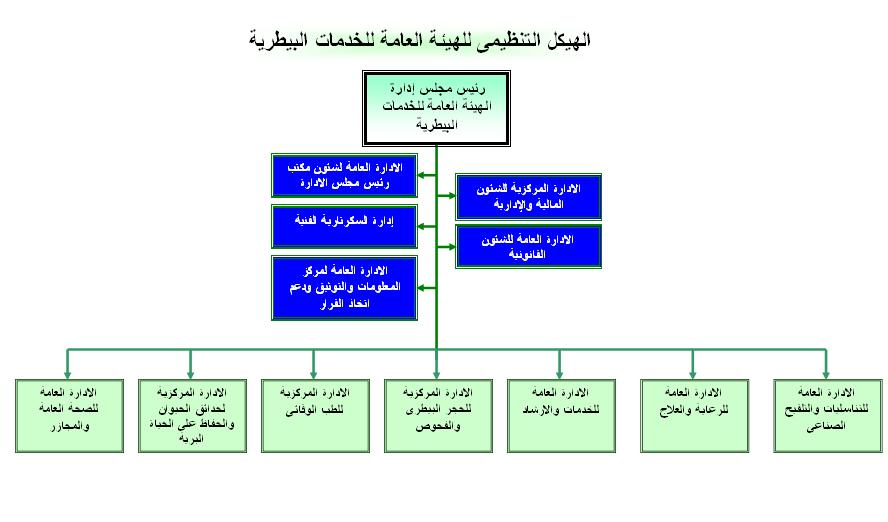 الهيكل التنظيمى للهيئة العامة للخدمات البيطرية
رئيس مجلس إدارة
الهيئة العامة للخدمات
البيطرية
الادارة العامة لشئون مكتب
رئيس مجلس الادارة
الادارة المركزية للشئون
المالية والإدارية
إدارة السكرتارية الفنية
الادارة العامة للشئون
القانونية
الادارة العامة لمركز
المعلومات والتوثيق ودعم
اتخاذ القرار
الادارة العامة
للتناسليات والتلقيح
الصناعى
الادارة العامة
للرعاية والعلاج
الادارة العامة
للخدمات والارشاد
الادارة المركزية
للحجر البيطرى
والفحوص
الادارة المركزية
للطب الوقائى
الادارة المركزية
لحدائق الحيوان
والحفاظ على الحياة
البرية
الادارة العامة
للصحة العامة
والمجازر